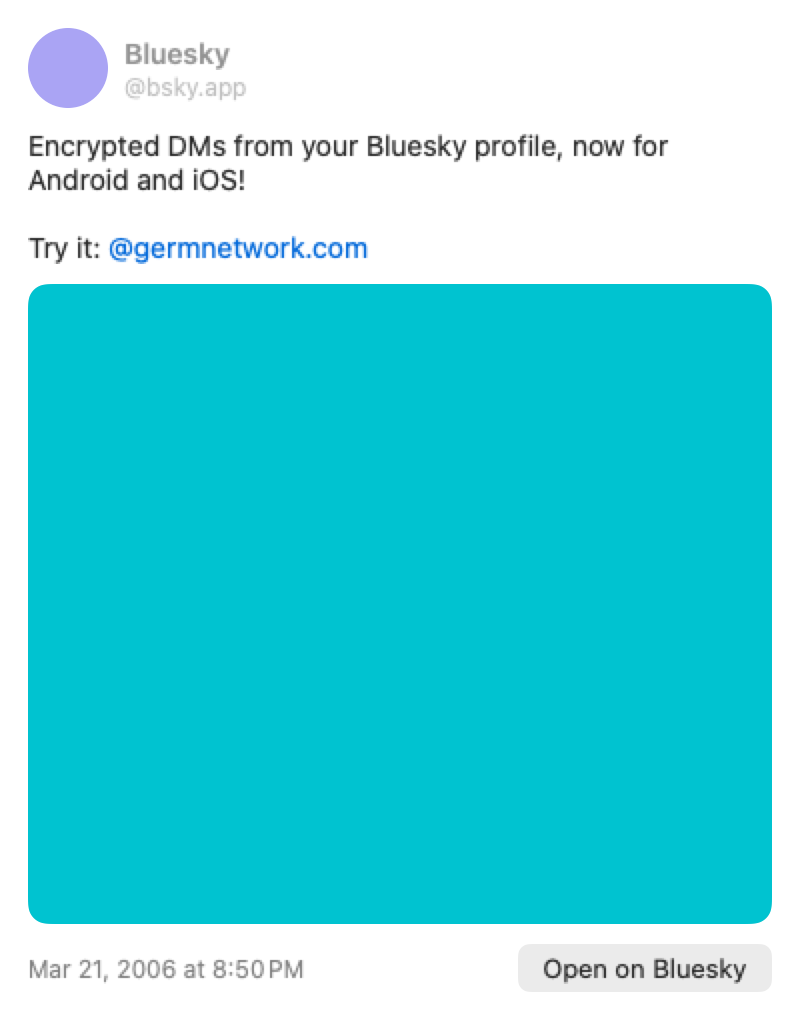 Bluesky
@bsky.app
Encrypted DMs from your Bluesky profile, now for
Android and iOS!
Try it: @germnetwork.com
Mar 21, 2006 at 8:50 PM
Open on Bluesky